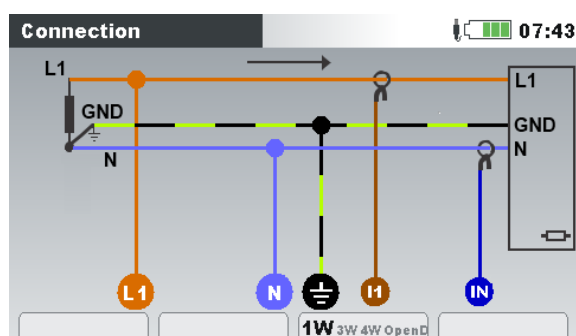 Connection 07:43
L1
L1
GND
GND
N
N
L1 N I1 IN
1W 3W 4W OpenD